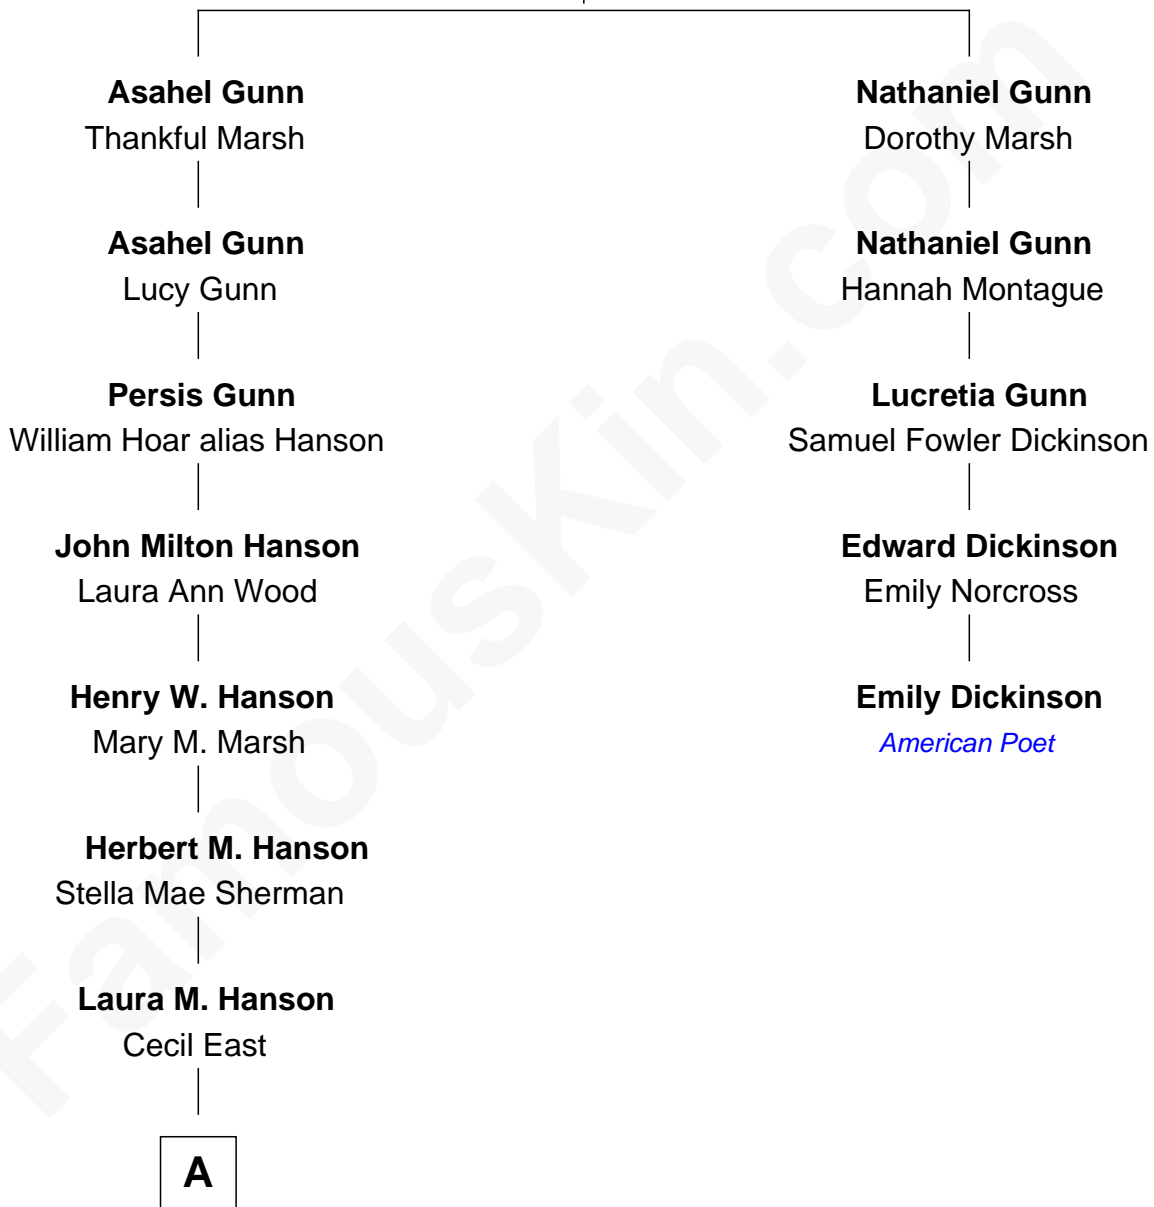 Asahel Gunn
Thankful Marsh
Asahel Gunn
Lucy Gunn
Persis Gunn
William Hoar alias Hanson
John Milton Hanson
Laura Ann Wood
Henry W. Hanson
Mary M. Marsh
Herbert M. Hanson
Stella Mae Sherman
Laura M. Hanson
Cecil East
A
Nathaniel Gunn
Dorothy Marsh
Nathaniel Gunn
Hannah Montague
Lucretia Gunn
Samuel Fowler Dickinson
Edward Dickinson
Emily Norcross
Emily Dickinson
American Poet
FamousKin.com